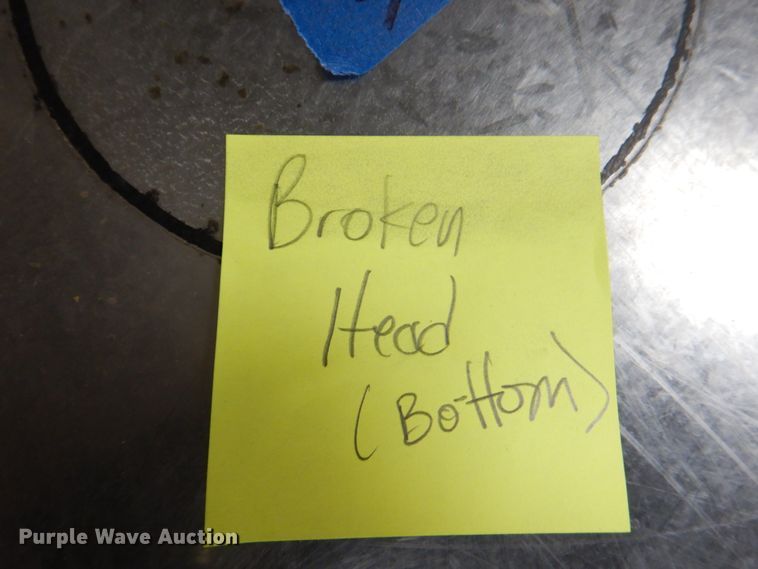 Broken
Head
(Bottom)
Purple Wave Auction